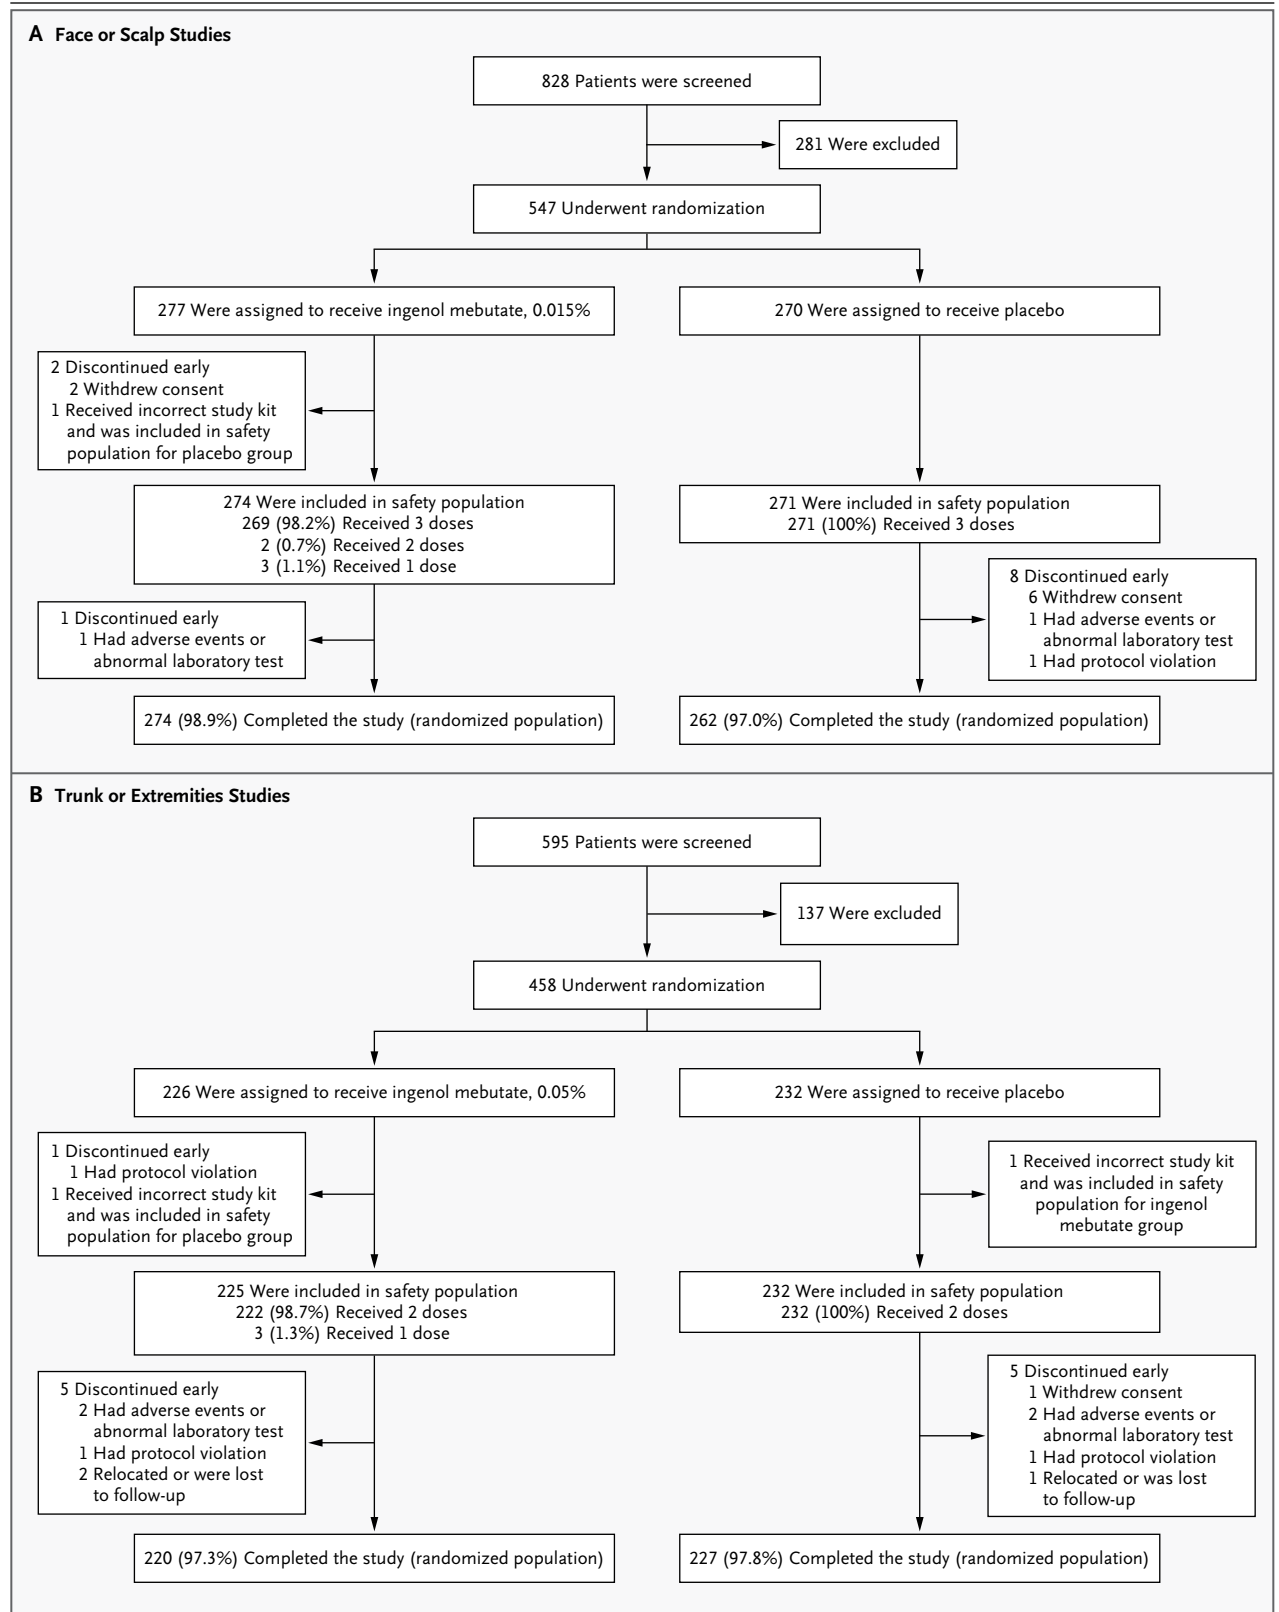 A Face or Scalp Studies
828 Patients were screened
281 Were excluded
547 Underwent randomization
277 Were assigned to receive ingenol mebutate, 0.015%
270 Were assigned to receive placebo
2 Discontinued early
2 Withdrew consent
1 Received incorrect study kit
and was included in safety
population for placebo group
274 Were included in safety population
269 (98.2%) Received 3 doses
2 (0.7%) Received 2 doses
3 (1.1%) Received 1 dose
271 Were included in safety population
271 (100%) Received 3 doses
1 Discontinued early
1 Had adverse events or
abnormal laboratory test
8 Discontinued early
6 Withdrew consent
1 Had adverse events or
abnormal laboratory test
1 Had protocol violation
274 (98.9%) Completed the study (randomized population)
262 (97.0%) Completed the study (randomized population)
B Trunk or Extremities Studies
595 Patients were screened
137 Were excluded
458 Underwent randomization
226 Were assigned to receive ingenol mebutate, 0.05%
232 Were assigned to receive placebo
1 Discontinued early
1 Had protocol violation
1 Received incorrect study kit
and was included in safety
population for placebo group
1 Received incorrect study kit
and was included in safety
population for ingenol
mebutate group
225 Were included in safety population
222 (98.7%) Received 2 doses
3 (1.3%) Received 1 dose
232 Were included in safety population
232 (100%) Received 2 doses
5 Discontinued early
2 Had adverse events or
abnormal laboratory test
1 Had protocol violation
2 Relocated or were lost
to follow-up
5 Discontinued early
1 Withdrew consent
2 Had adverse events or
abnormal laboratory test
1 Had protocol violation
1 Relocated or was lost
to follow-up
220 (97.3%) Completed the study (randomized population)
227 (97.8%) Completed the study (randomized population)